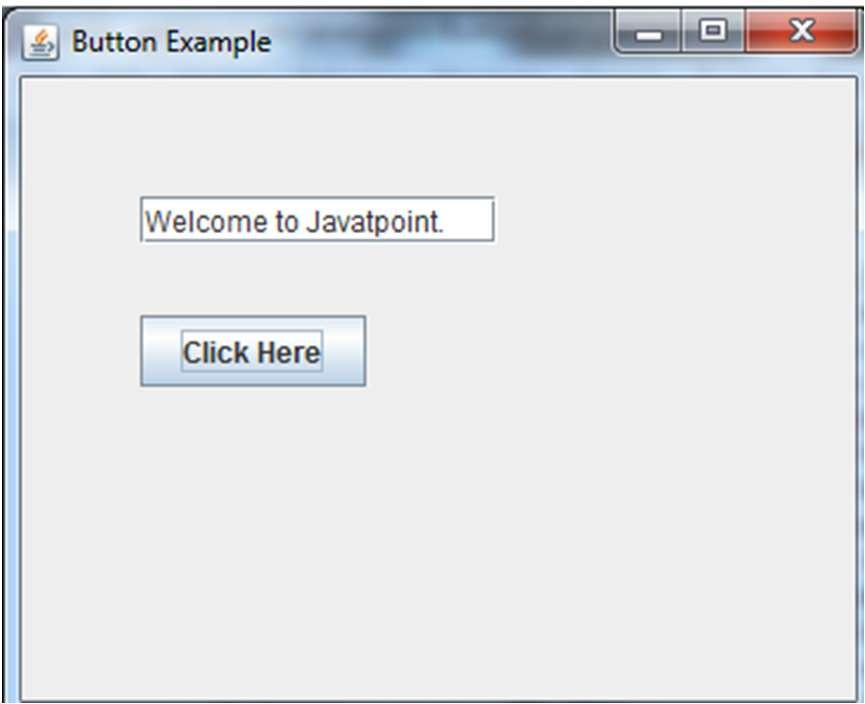 Button Example
Welcome to Javatpoint.
Click Here